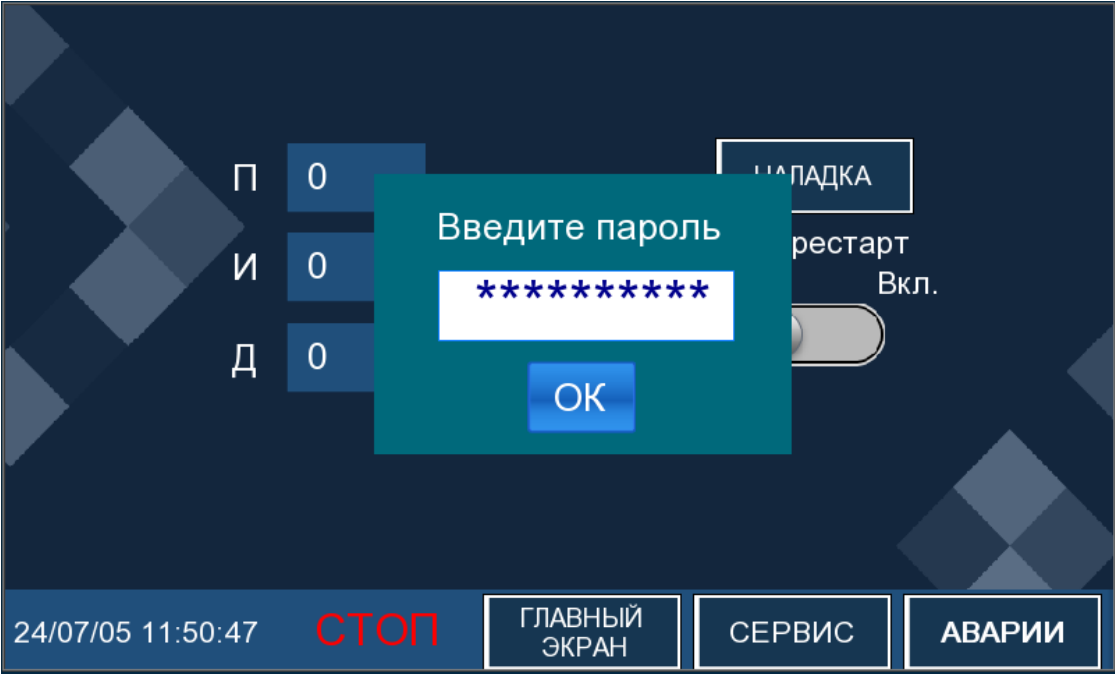 П 0
И 0
Д 0
НАЛАДКА
рестарт
Вкл.
Введите пароль
**********
ОК
24/07/05 11:50:47
СТОП
ГЛАВНЫЙ
ЭКРАН
СЕРВИС
АВАРИИ